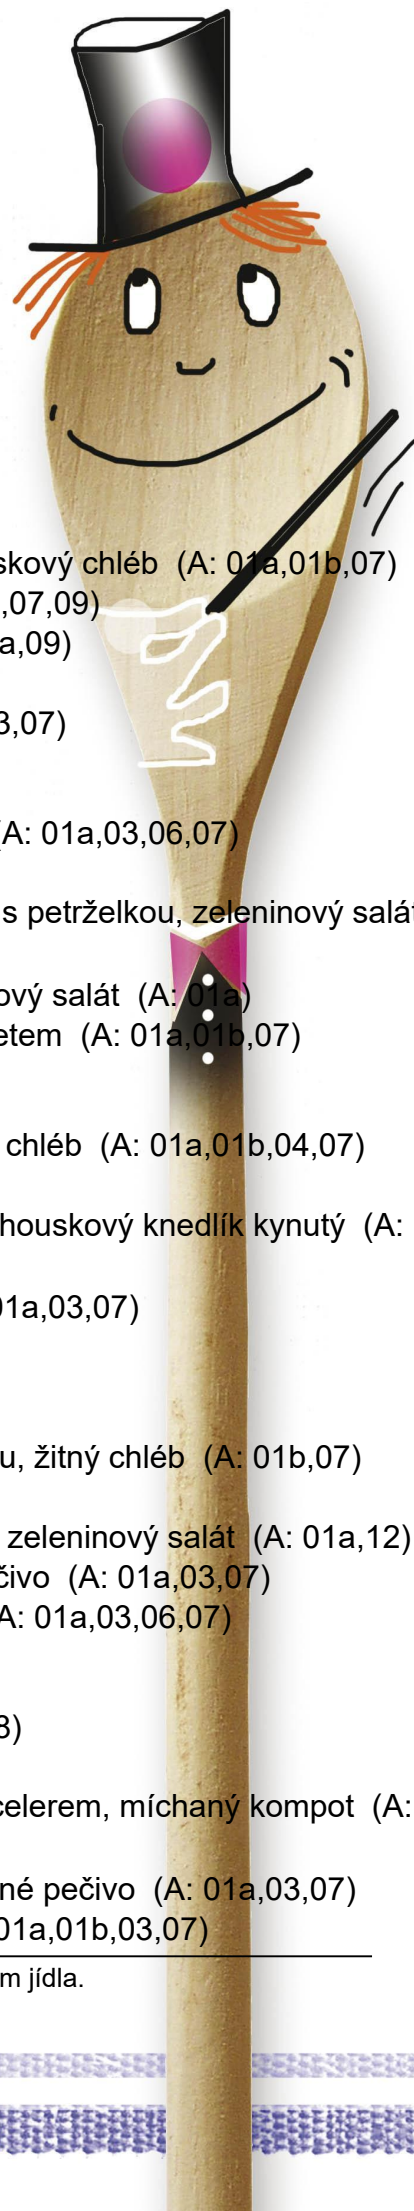 skový chléb (A: 01a,01b,07)
,07,09)
a,09)
3,07)
(A: 01a,03,06,07)
s petrželkou, zeleninový salát
ový salát (A: 01a)
etem (A: 01a,01b,07)
chléb (A: 01a,01b,04,07)
houskový knedlík kynutý (A:
01a,03,07)
u, žitný chléb (A: 01b,07)
zeleninový salát (A: 01a,12)
čivo (A: 01a,03,07)
A: 01a,03,06,07)
8)
celerem, míchaný kompot (A:
né pečivo (A: 01a,03,07)
01a,01b,03,07)
m jídla.